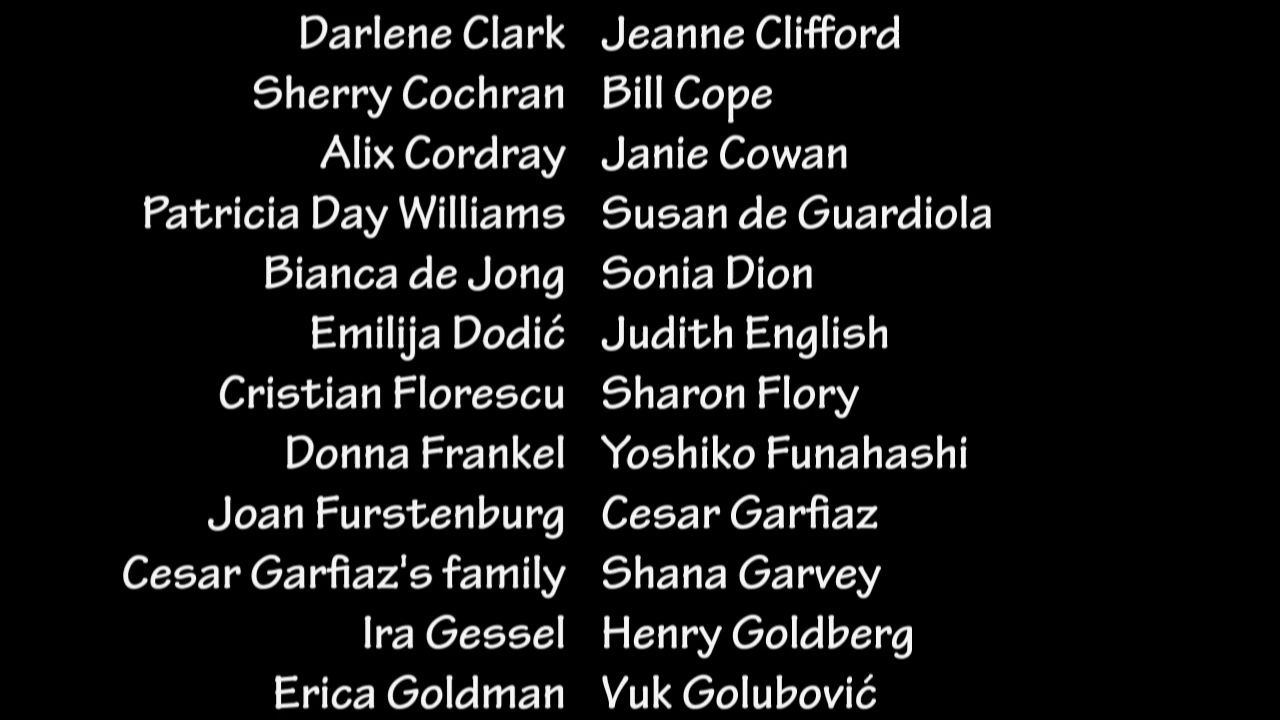 Darlene Clark Jeanne Clifford
Sherry Cochran Bill Cope
Alix Cordray Janie Cowan
Patricia Day Williams Susan de Guardiola
Bianca de Jong Sonia Dion
Emilija Dodić Judith English
Cristian Florescu Sharon Flory
Donna Frankel Yoshiko Funahashi
Joan Furstenburg Cesar Garfiaz
Cesar Garfiaz's family Shana Garvey
Ira Gessel Henry Goldberg
Erica Goldman Vuk Golubović